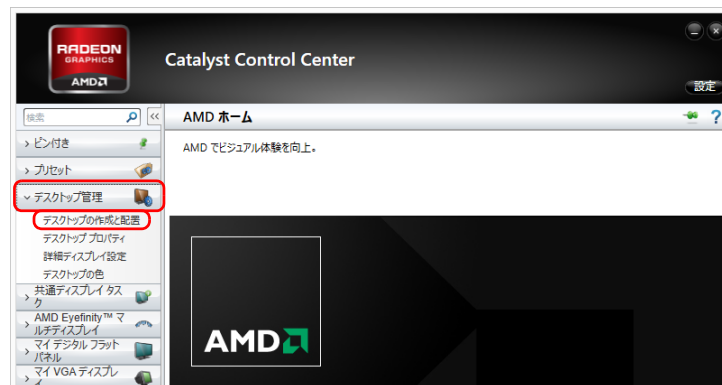 RADEON
GRAPHICS
AMD
Catalyst Control Center
設定
検索
AMD ホーム
?
ピン付き
AMD でビジュアル体験を向上。
プリセット
デスクトップ管理
デスクトップの作成と配置
デスクトップ プロパティ
詳細ディスプレイ設定
デスクトップの色
共通ディスプレイ タス
ク
AMD Eyefinity™ マ
ルチディスプレイ
マイ デジタル フラット
パネル
マイ VGA ディスプレ
イ
AMD